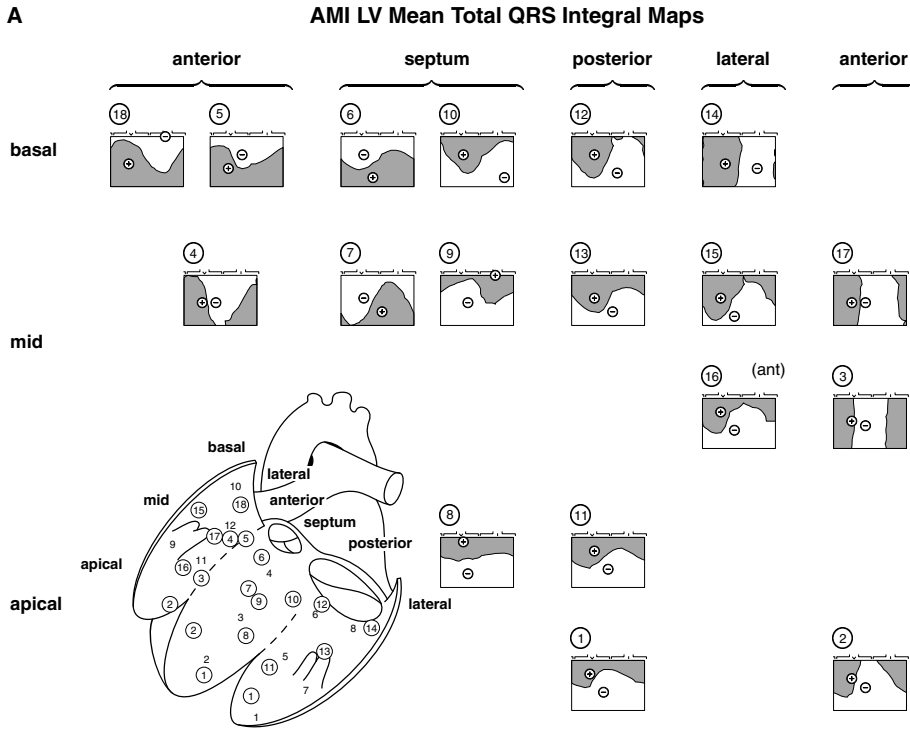 A AMI LV Mean Total QRS Integral Maps
anterior septum posterior lateral anterior
18 5 6 10 12 14
basal
− − − + + +
+ + + − − −
4 7 9 13 15 17
+ − − + − + − + − + −
mid
16 (ant) 3
+ − + −
basal
10 lateral
mid 18 anterior
15 12 septum
17 4 5
9 11 6 posterior
apical 16 3 4
8 11
+ − + −
7 9 10 12 lateral
apical
2 2 3 6
8 8 14
2 1 5 13
11 7
1 1
1 2
+ − + −